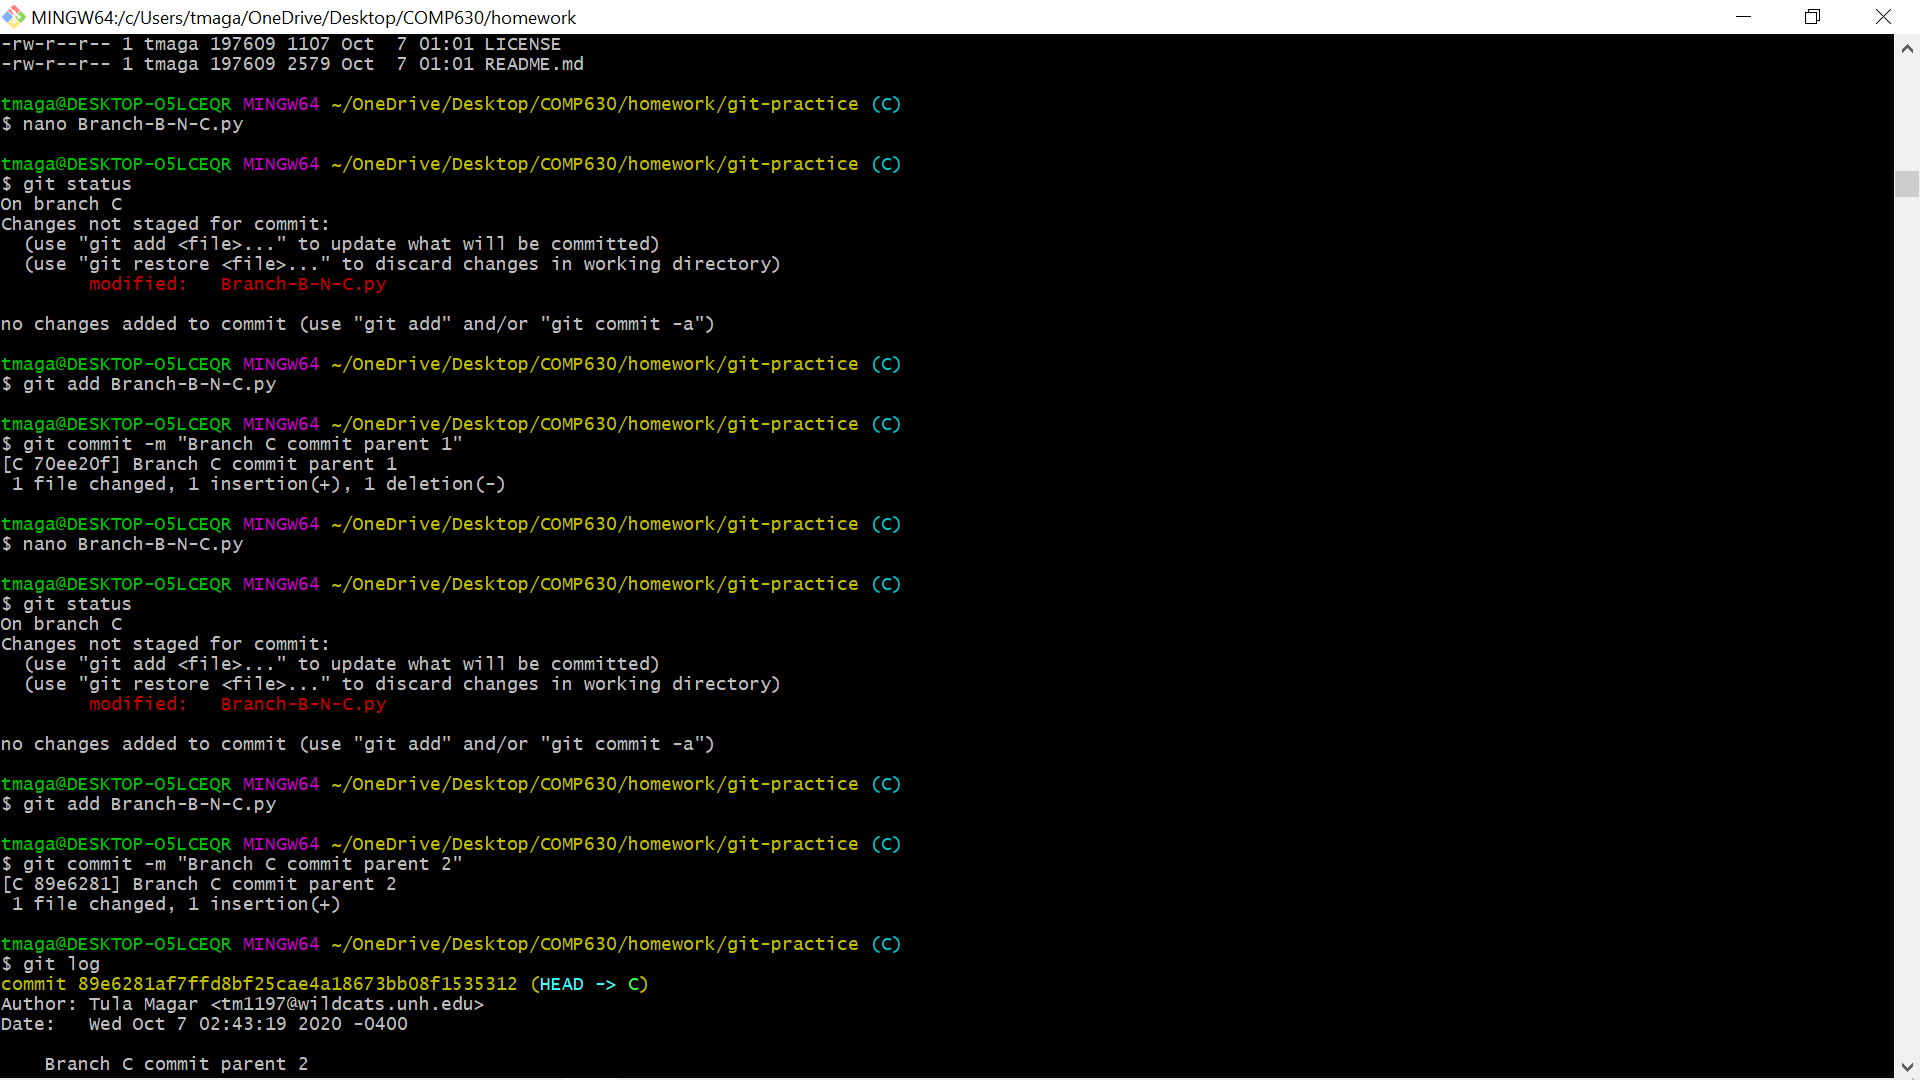 MINGW64:/c/Users/tmaga/OneDrive/Desktop/COMP630/homework
-rw-r--r-- 1 tmaga 197609 1107 Oct  7 01:01 LICENSE
-rw-r--r-- 1 tmaga 197609 2579 Oct  7 01:01 README.md
tmaga@DESKTOP-O5LCEQR MINGW64 ~/OneDrive/Desktop/COMP630/homework/git-practice (C)
$ nano Branch-B-N-C.py
tmaga@DESKTOP-O5LCEQR MINGW64 ~/OneDrive/Desktop/COMP630/homework/git-practice (C)
$ git status
On branch C
Changes not staged for commit:
  (use "git add <file>..." to update what will be committed)
  (use "git restore <file>..." to discard changes in working directory)
        modified:   Branch-B-N-C.py
no changes added to commit (use "git add" and/or "git commit -a")
tmaga@DESKTOP-O5LCEQR MINGW64 ~/OneDrive/Desktop/COMP630/homework/git-practice (C)
$ git add Branch-B-N-C.py
tmaga@DESKTOP-O5LCEQR MINGW64 ~/OneDrive/Desktop/COMP630/homework/git-practice (C)
$ git commit -m "Branch C commit parent 1"
[C 70ee20f] Branch C commit parent 1
 1 file changed, 1 insertion(+), 1 deletion(-)
tmaga@DESKTOP-O5LCEQR MINGW64 ~/OneDrive/Desktop/COMP630/homework/git-practice (C)
$ nano Branch-B-N-C.py
tmaga@DESKTOP-O5LCEQR MINGW64 ~/OneDrive/Desktop/COMP630/homework/git-practice (C)
$ git status
On branch C
Changes not staged for commit:
  (use "git add <file>..." to update what will be committed)
  (use "git restore <file>..." to discard changes in working directory)
        modified:   Branch-B-N-C.py
no changes added to commit (use "git add" and/or "git commit -a")
tmaga@DESKTOP-O5LCEQR MINGW64 ~/OneDrive/Desktop/COMP630/homework/git-practice (C)
$ git add Branch-B-N-C.py
tmaga@DESKTOP-O5LCEQR MINGW64 ~/OneDrive/Desktop/COMP630/homework/git-practice (C)
$ git commit -m "Branch C commit parent 2"
[C 89e6281] Branch C commit parent 2
 1 file changed, 1 insertion(+)
tmaga@DESKTOP-O5LCEQR MINGW64 ~/OneDrive/Desktop/COMP630/homework/git-practice (C)
$ git log
commit 89e6281af7ffd8bf25cae4a18673bb08f1535312 (HEAD -> C)
Author: Tula Magar <tm1197@wildcats.unh.edu>
Date:   Wed Oct 7 02:43:19 2020 -0400
    Branch C commit parent 2